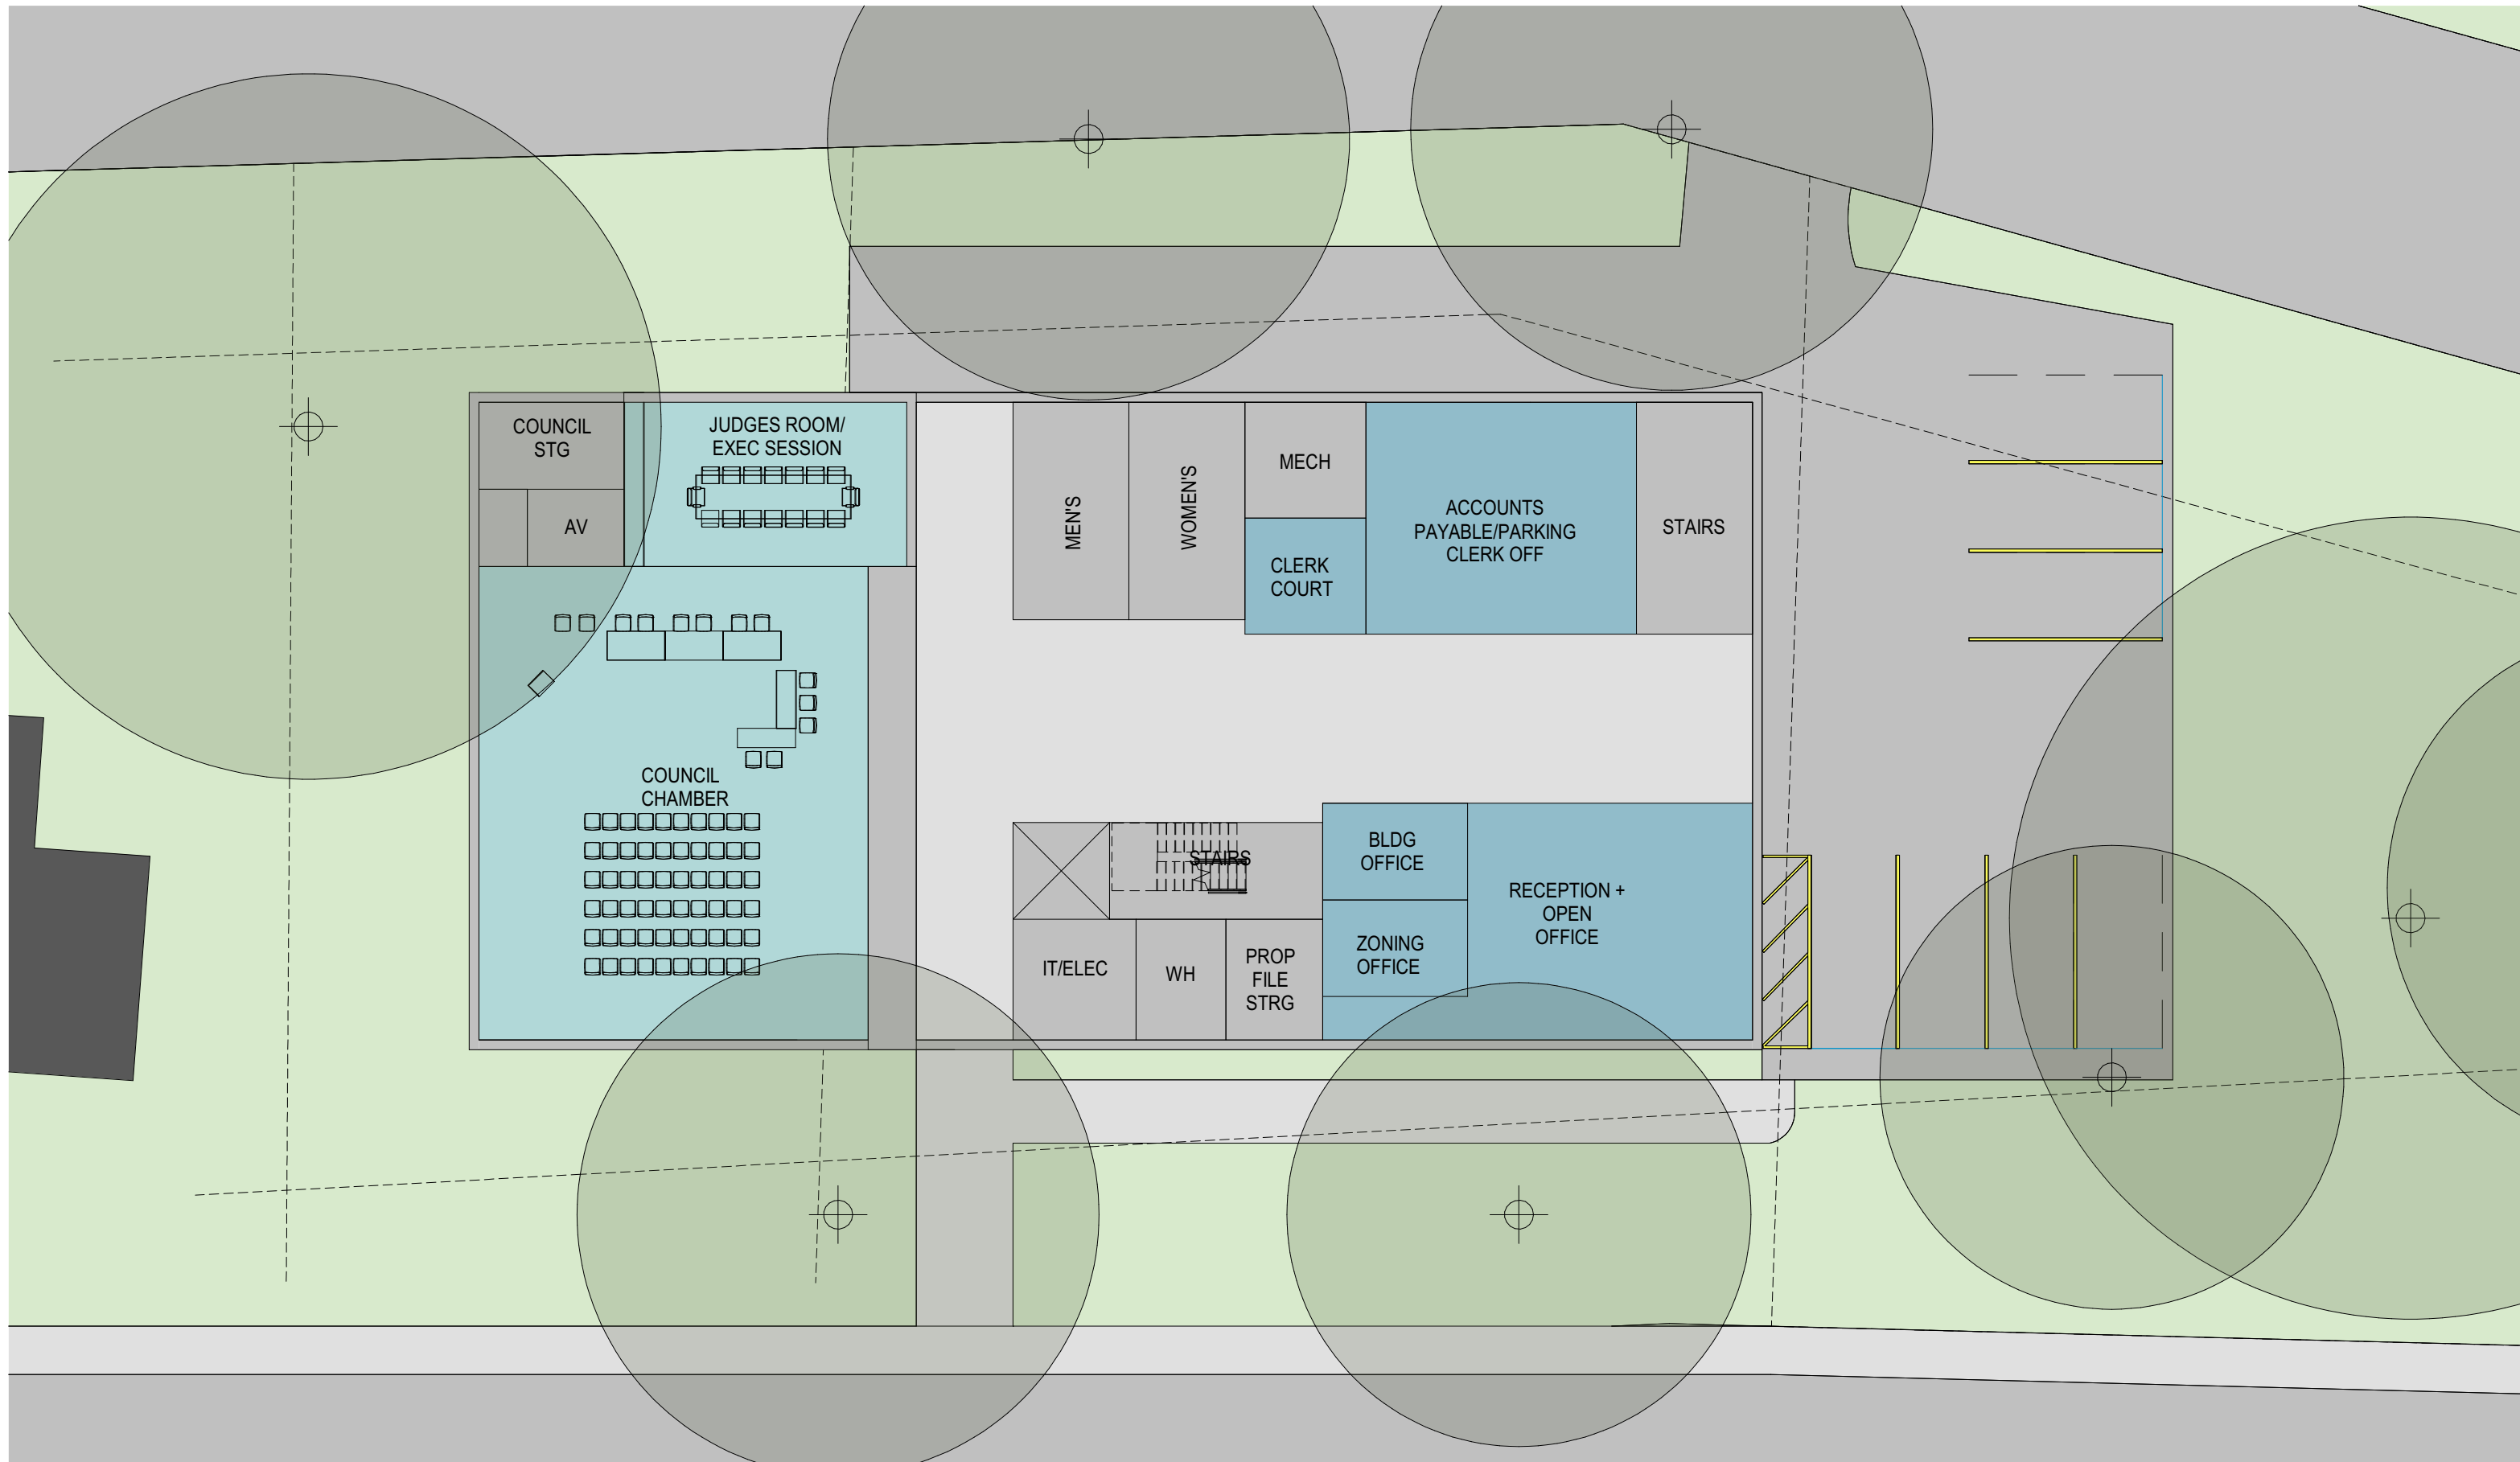 COUNCIL
STG
JUDGES ROOM/
EXEC SESSION
AV
MEN'S
WOMEN'S
MECH
CLERK
COURT
ACCOUNTS
PAYABLE/PARKING
CLERK OFF
STAIRS
COUNCIL
CHAMBER
STAIRS
BLDG
OFFICE
RECEPTION +
OPEN
OFFICE
ZONING
OFFICE
IT/ELEC
WH
PROP
FILE
STRG